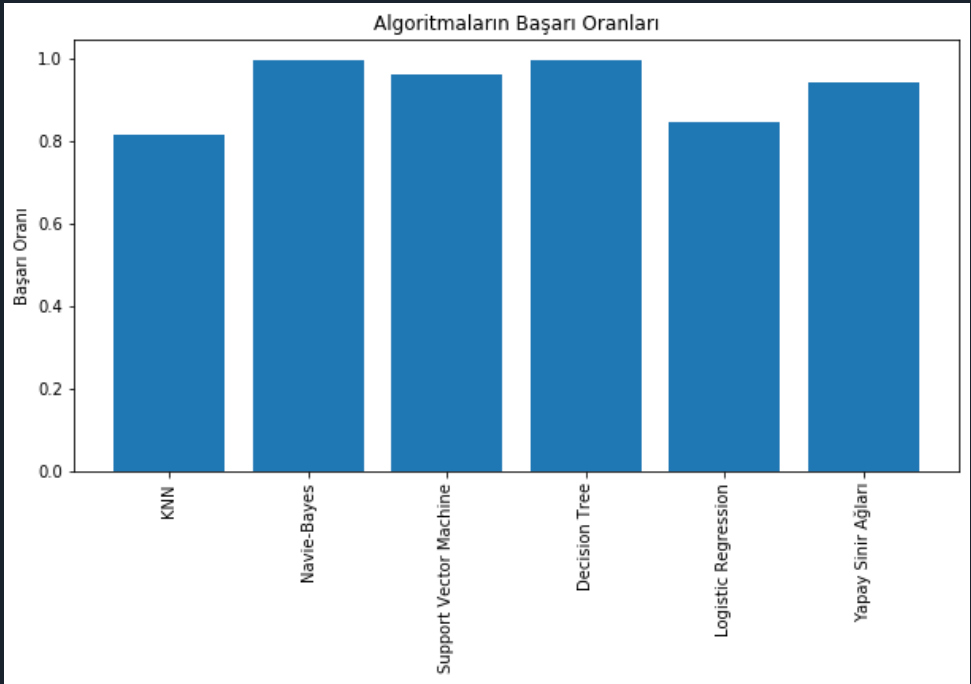 Algoritmaların Başarı Oranları
Başarı Oranı
1.0
0.8
0.6
0.4
0.2
0.0
KNN
Navie-Bayes
Support Vector Machine
Decision Tree
Logistic Regression
Yapay Sinir Ağları